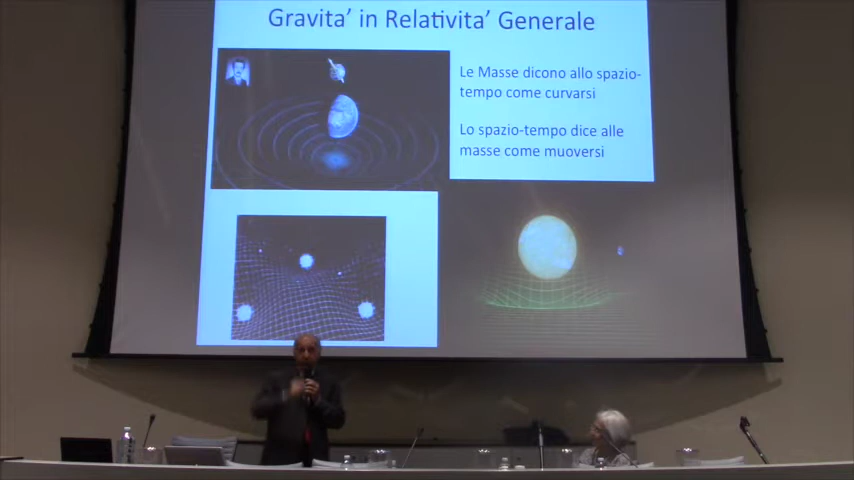 Gravita’ in Relativita’ Generale
Le Masse dicono allo spazio-
tempo come curvarsi
Lo spazio-tempo dice alle
masse come muoversi